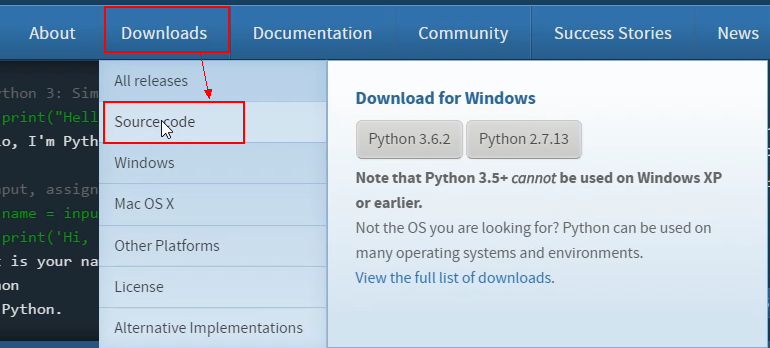 About Downloads Documentation Community Success Stories News
All releases
Source code
Windows
Mac OS X
Other Platforms
License
Alternative Implementations
Download for Windows
Python 3.6.2 Python 2.7.13
Note that Python 3.5+ cannot be used on Windows XP
or earlier.
Not the OS you are looking for? Python can be used on
many operating systems and environments.
View the full list of downloads.
ython 3: Sim
print("Hell
lo, I'm Pyth
nput, assign
name = inpu
print('Hi,
t is your na
hon
Python.